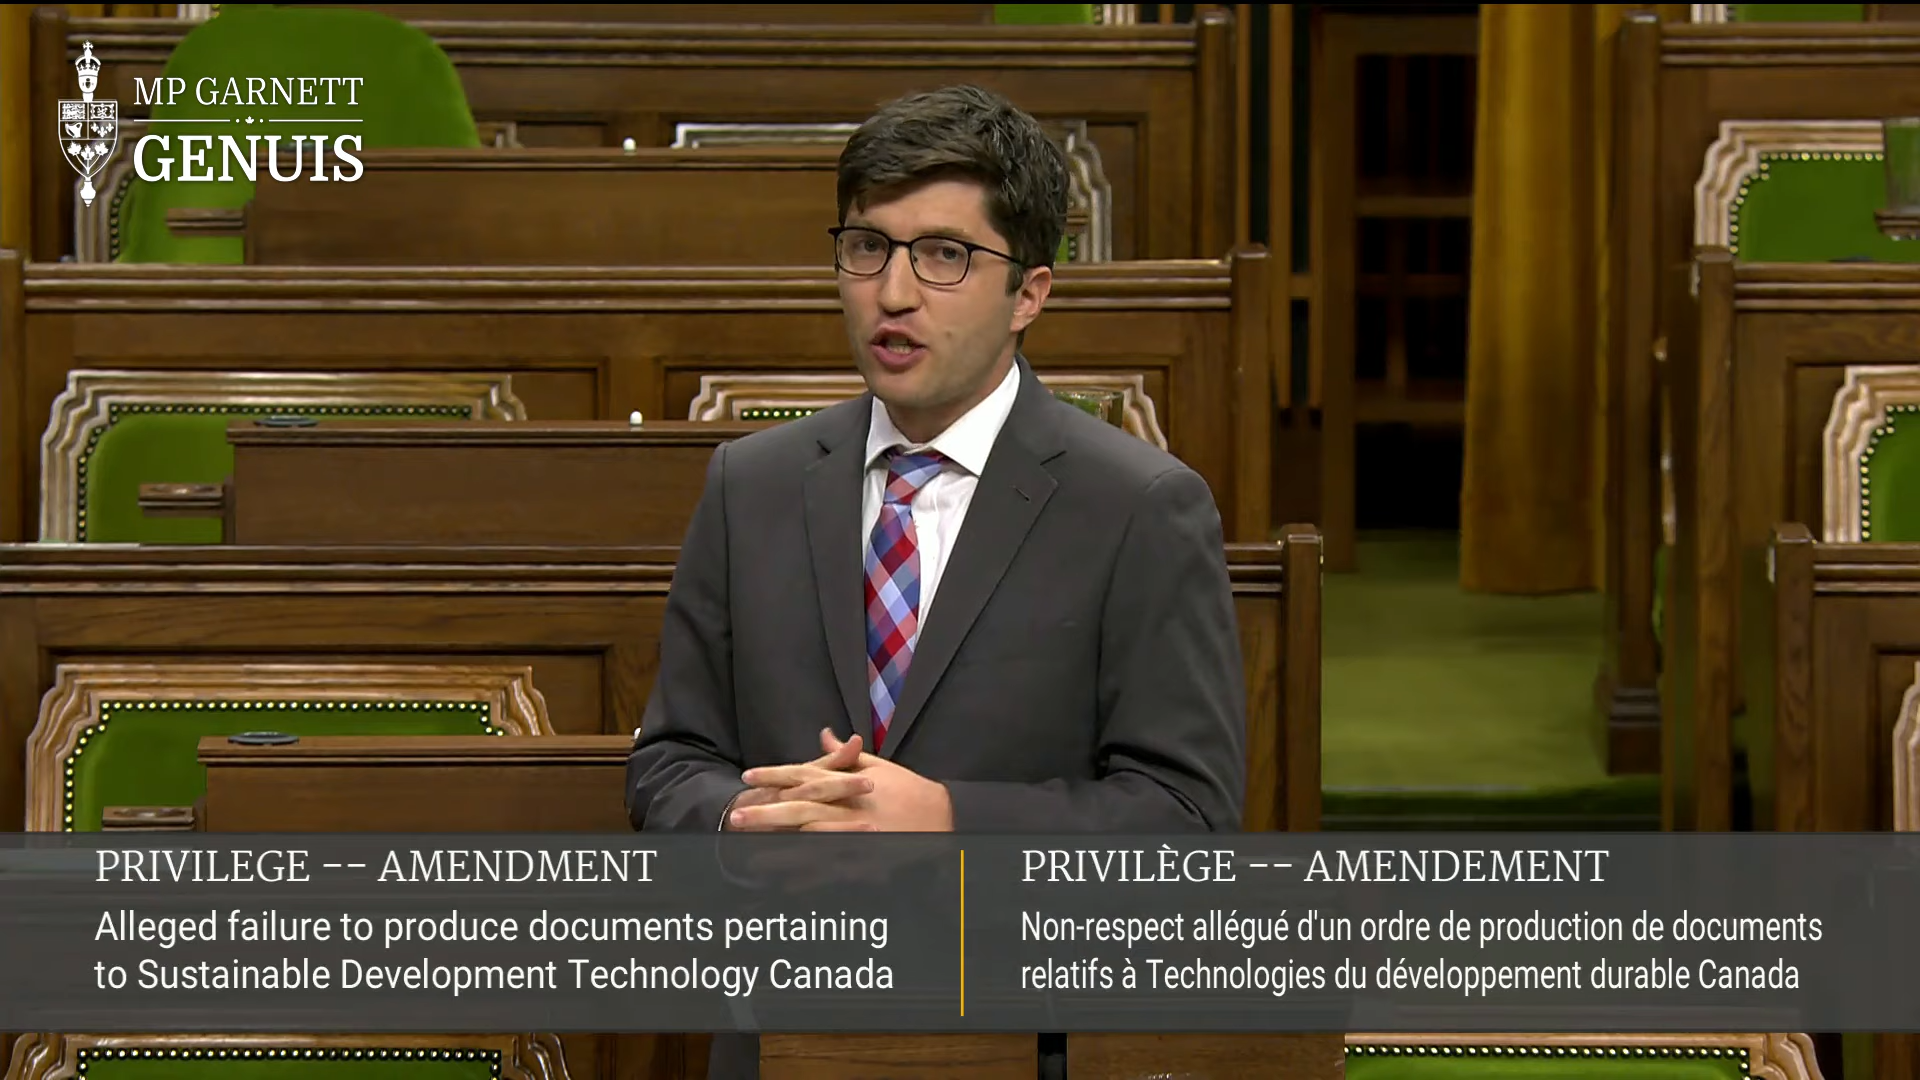 MP GARNETT
GENUIS
PRIVILEGE -- AMENDMENT
Alleged failure to produce documents pertaining
to Sustainable Development Technology Canada
PRIVILÈGE -- AMENDEMENT
Non-respect allégué d'un ordre de production de documents
relatifs à Technologies du développement durable Canada